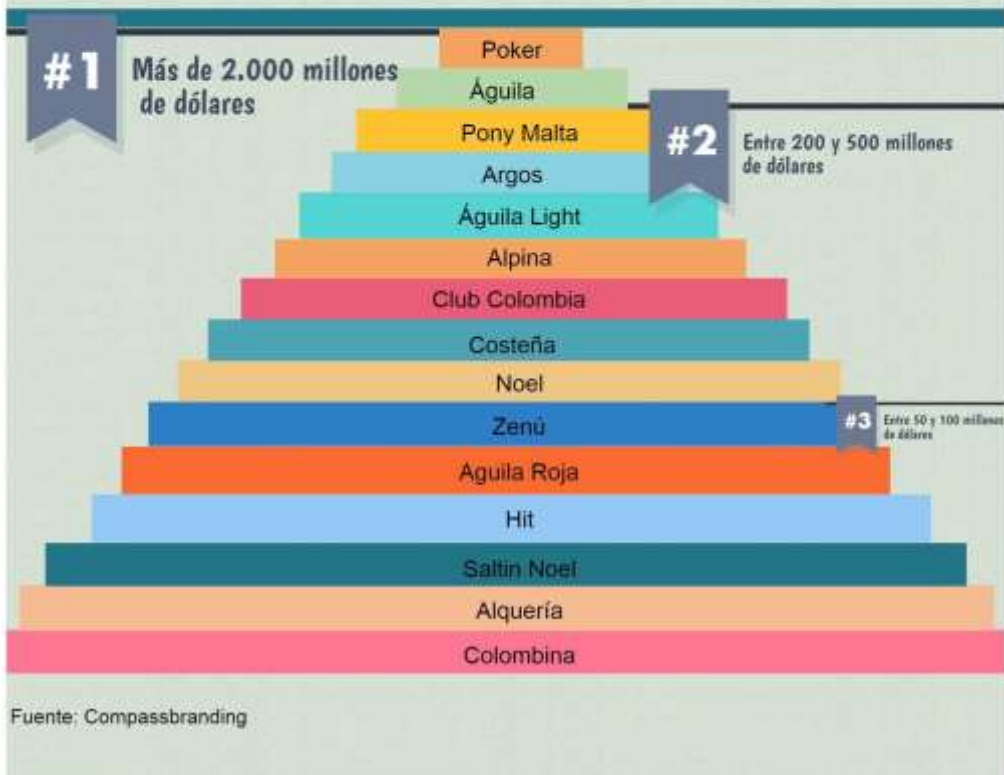 #1
Más de 2.000 millones
de dólares
Poker
Águila
#2
Entre 200 y 500 millones
de dólares
Pony Malta
Argos
Águila Light
Alpina
Club Colombia
Costeña
Noel
#3
Entre 50 y 100 millones
de dólares
Zenú
Aguila Roja
Hit
Saltin Noel
Alquería
Colombina
Fuente: Compassbranding